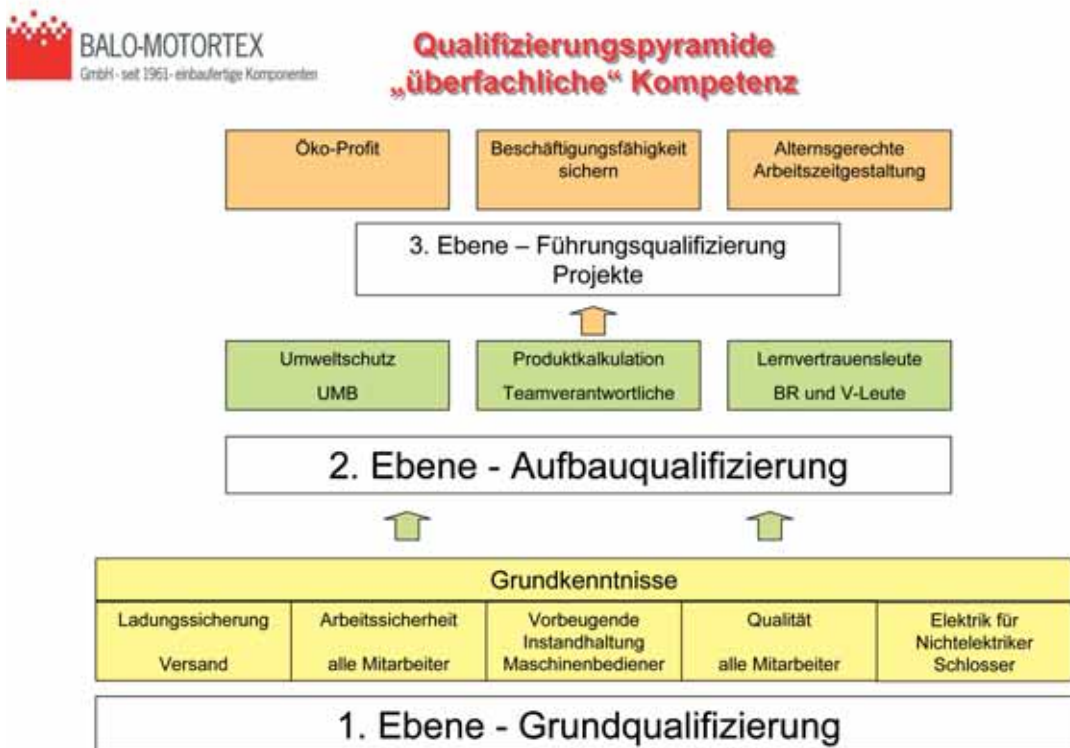 BALO-MOTORTEX
GmbH - seit 1961- einbaufertige Komponenten
Qualifizierungspyramide
„überfachliche“ Kompetenz
Öko-Profit
Beschäftigungsfähigkeit
sichern
Alternsgerechte
Arbeitszeitgestaltung
3. Ebene – Führungsqualifizierung
Projekte
Umweltschutz
UMB
Produktkalkulation
Teamverantwortliche
Lernvertrauensleute
BR und V-Leute
2. Ebene - Aufbauqualifizierung
Grundkenntnisse
Ladungssicherung
Versand
Arbeitssicherheit
alle Mitarbeiter
Vorbeugende
Instandhaltung
Maschinenbediener
Qualität
alle Mitarbeiter
Elektrik für
Nichtelektriker
Schlosser
1. Ebene - Grundqualifizierung